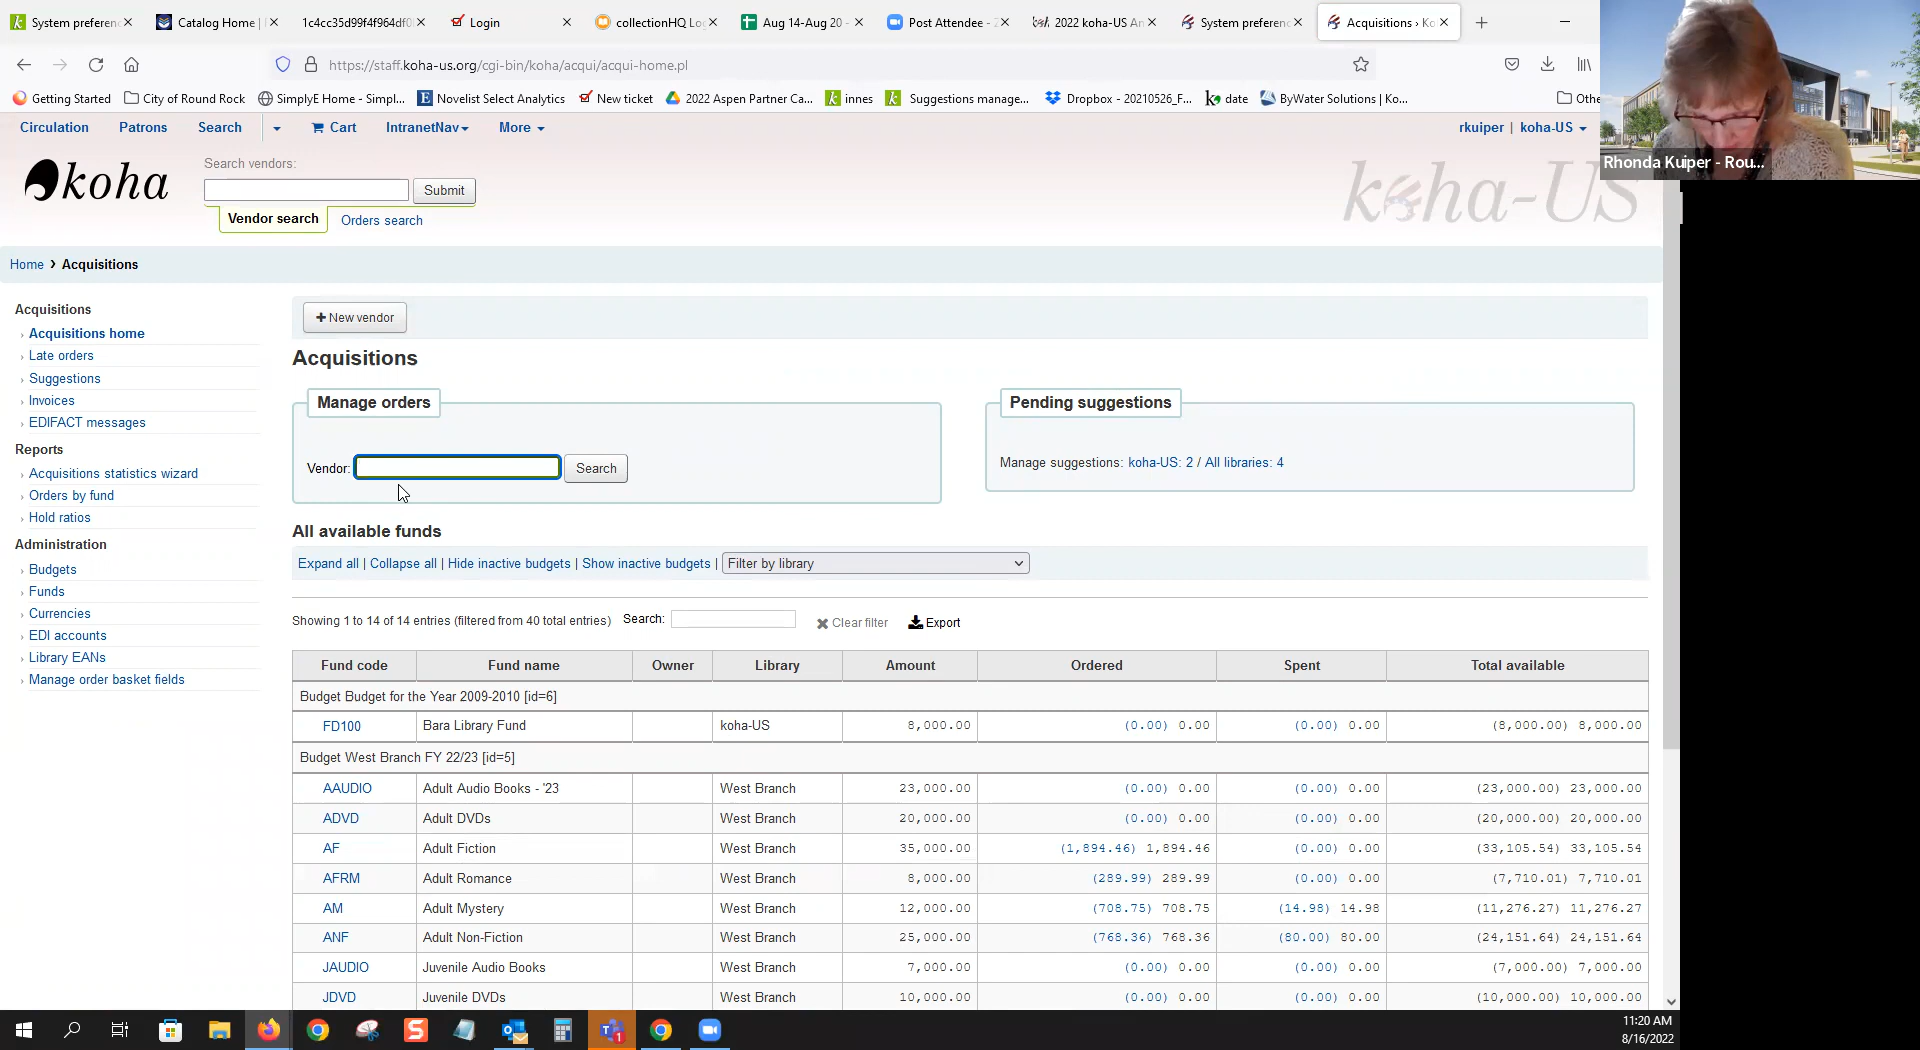 System preferen
Catalog Home |
1c4cc35d99f4f964df0
Login
collectionHQ Lo
Aug 14-Aug 20 -
Post Attendee - Z
2022 koha-US An
System preferenc
Acquisitions › Ko
https://staff.koha-us.org/cgi-bin/koha/acqui/acqui-home.pl
Getting Started
City of Round Rock
SimplyE Home - Simpl...
Novelist Select Analytics
New ticket
2022 Aspen Partner Ca...
innes
Suggestions manage...
Dropbox - 20210526_F...
date
ByWater Solutions | Ko...
Othe
Circulation Patrons Search Cart IntranetNav More
rkuiper | koha-US
Rhonda Kuiper - Rou...
koha
Search vendors:
Submit
Vendor search Orders search
koha-US
Home › Acquisitions
Acquisitions
Acquisitions home
Late orders
Suggestions
Invoices
EDIFACT messages
Reports
Acquisitions statistics wizard
Orders by fund
Hold ratios
Administration
Budgets
Funds
Currencies
EDI accounts
Library EANs
Manage order basket fields
+ New vendor
Acquisitions
Manage orders
Vendor: Search
Pending suggestions
Manage suggestions: koha-US: 2 / All libraries: 4
All available funds
Expand all | Collapse all | Hide inactive budgets | Show inactive budgets | Filter by library
Showing 1 to 14 of 14 entries (filtered from 40 total entries) Search: Clear filter Export
Fund code Fund name Owner Library Amount Ordered Spent Total available
Budget Budget for the Year 2009-2010 [id=6]
FD100 Bara Library Fund koha-US 8,000.00 (0.00) 0.00 (0.00) 0.00 (8,000.00) 8,000.00
Budget West Branch FY 22/23 [id=5]
AAUDIO Adult Audio Books - '23 West Branch 23,000.00 (0.00) 0.00 (0.00) 0.00 (23,000.00) 23,000.00
ADVD Adult DVDs West Branch 20,000.00 (0.00) 0.00 (0.00) 0.00 (20,000.00) 20,000.00
AF Adult Fiction West Branch 35,000.00 (1,894.46) 1,894.46 (0.00) 0.00 (33,105.54) 33,105.54
AFRM Adult Romance West Branch 8,000.00 (289.99) 289.99 (0.00) 0.00 (7,710.01) 7,710.01
AM Adult Mystery West Branch 12,000.00 (708.75) 708.75 (14.98) 14.98 (11,276.27) 11,276.27
ANF Adult Non-Fiction West Branch 25,000.00 (768.36) 768.36 (80.00) 80.00 (24,151.64) 24,151.64
JAUDIO Juvenile Audio Books West Branch 7,000.00 (0.00) 0.00 (0.00) 0.00 (7,000.00) 7,000.00
JDVD Juvenile DVDs West Branch 10,000.00 (0.00) 0.00 (0.00) 0.00 (10,000.00) 10,000.00
11:20 AM
8/16/2022